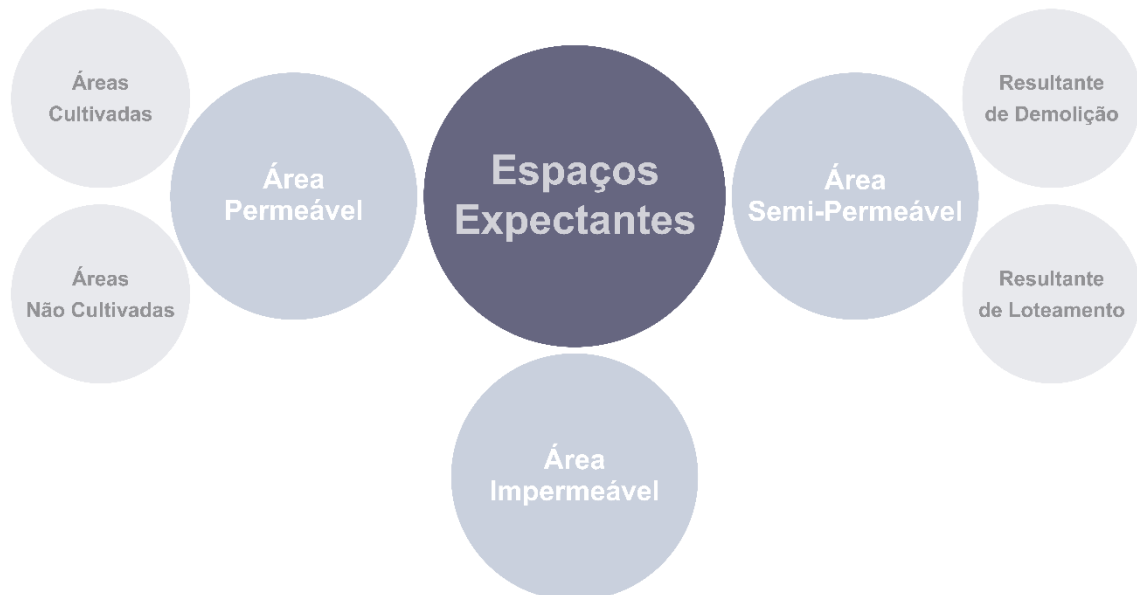 Áreas
Cultivadas
Áreas
Não Cultivadas
Área
Permeável
Espaços
Expectantes
Área
Semi-Permeável
Resultante
de Demolição
Resultante
de Loteamento
Área
Impermeável